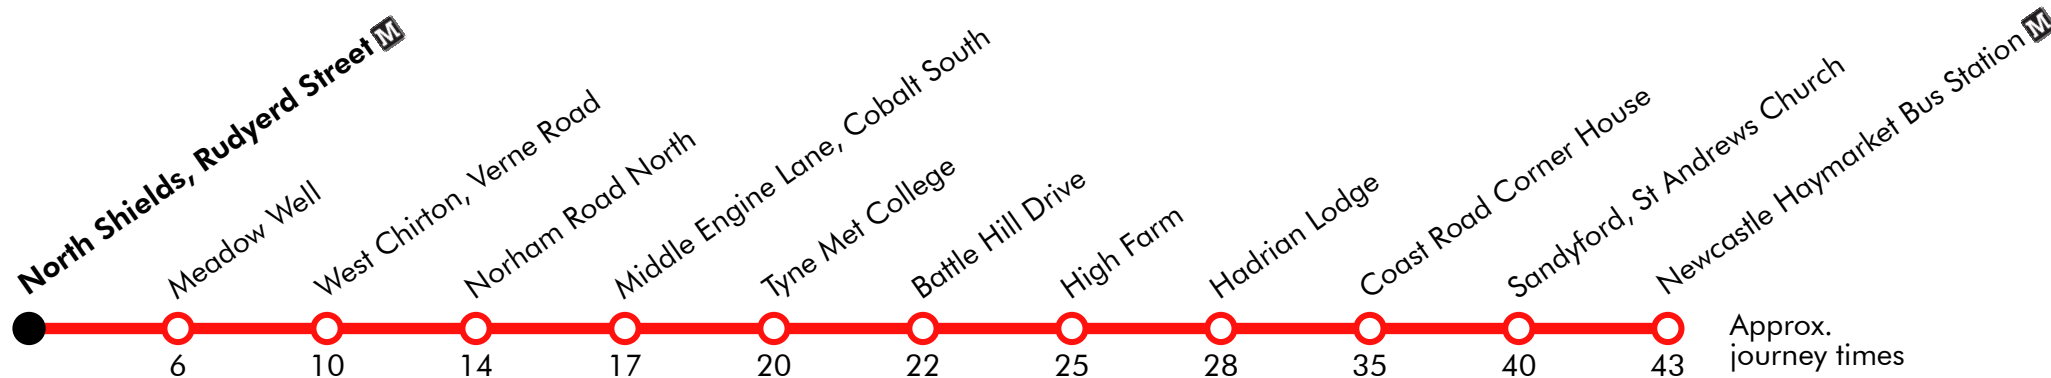 North Shields, Rudyerd Street M
Meadow Well
West Chirton, Verne Road
Norham Road North
Middle Engine Lane, Cobalt South
Tyne Met College
Battle Hill Drive
High Farm
Hadrian Lodge
Coast Road Corner House
Sandyford, St Andrews Church
Newcastle Haymarket Bus Station M
6 10 14 17 20 22 25 28 35 40 43
Approx.
journey times